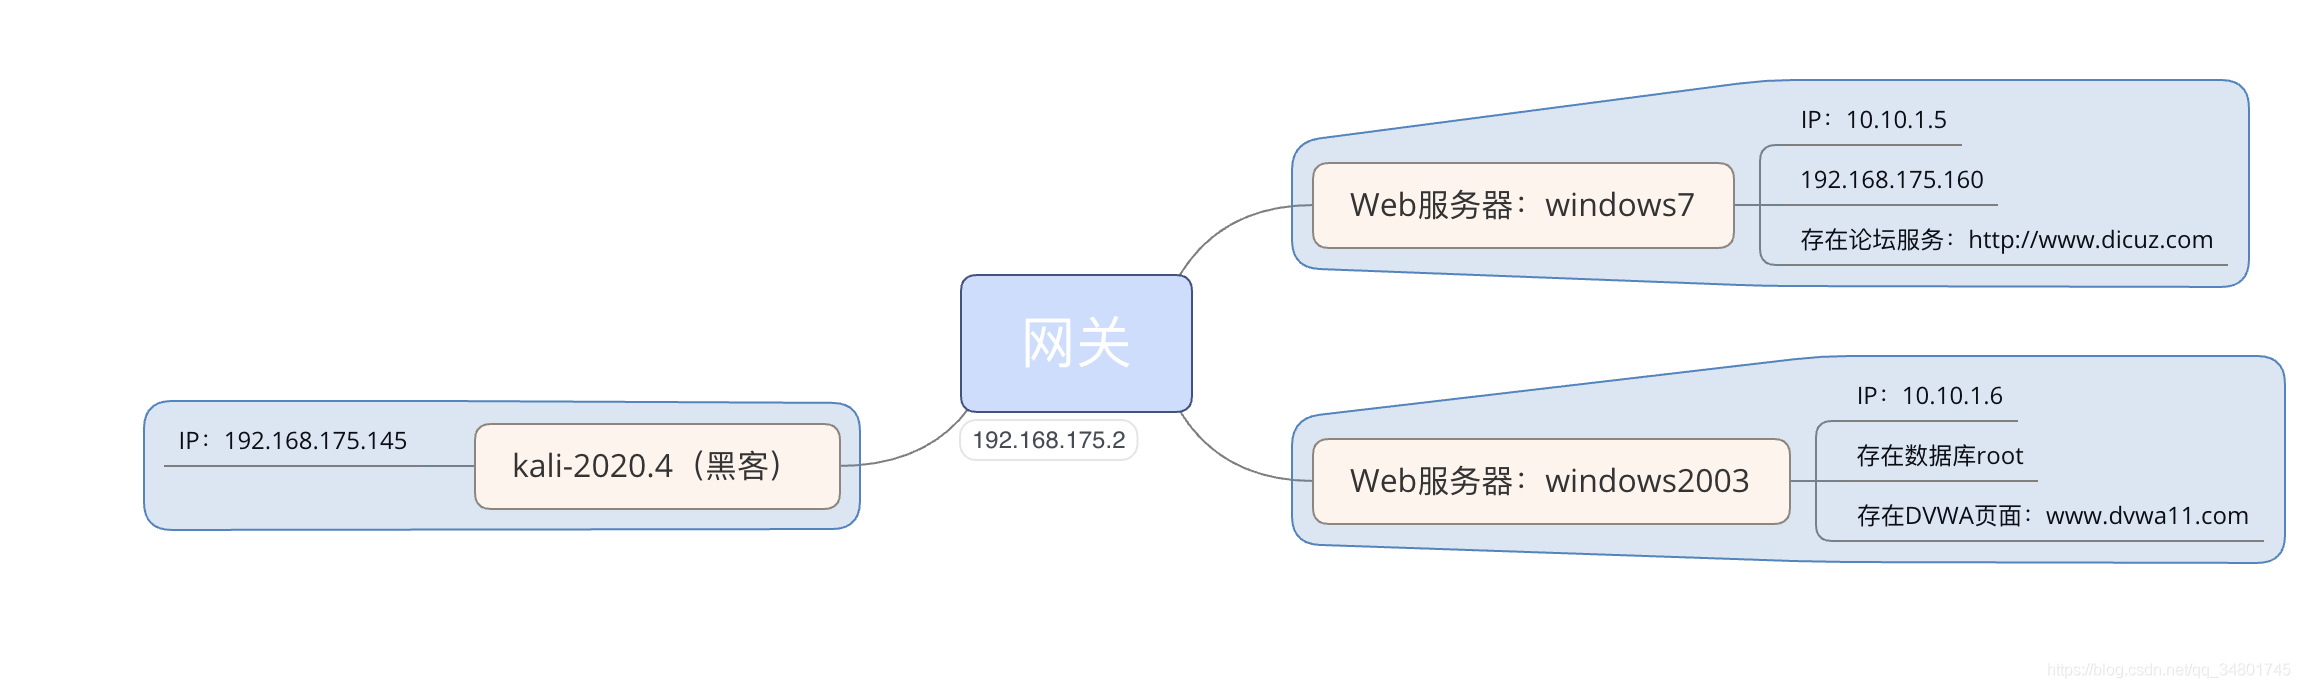 IP：10.10.1.5
192.168.175.160
Web服务器：windows7
存在论坛服务：http://www.dicuz.com
网关
192.168.175.2
IP：192.168.175.145
kali-2020.4（黑客）
IP：10.10.1.6
存在数据库root
Web服务器：windows2003
存在DVWA页面：www.dvwa11.com
https://blog.csdn.net/qq_34801745